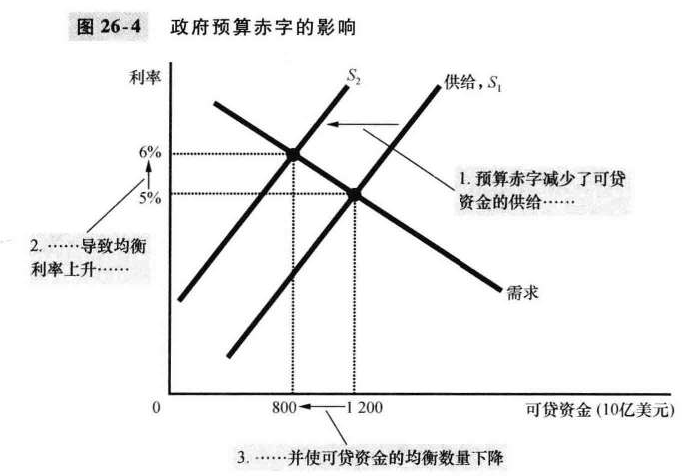 图 26-4 政府预算赤字的影响
利率
S₂
供给，S₁
6%
5%
1. 预算赤字减少了可贷
资金的供给……
2. ……导致均衡
利率上升……
需求
0
800
1 200
可贷资金 (10亿美元)
3. ……并使可贷资金的均衡数量下降